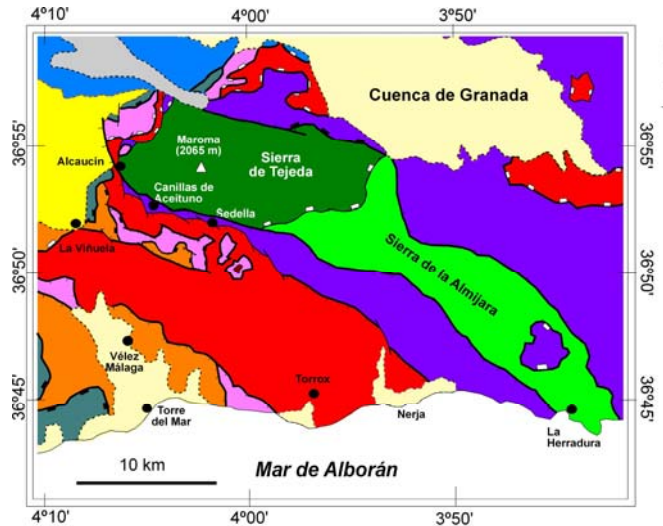 4°10'
4°00'
3°50'
Cuenca de Granada
36°55'
36°55'
Maroma
(2065 m)
Sierra
de Tejeda
Alcaucín
Canillas de
Aceituno
Sedella
La Viñuela
Sierra de la Almijara
36°50'
36°50'
Vélez
Málaga
36°45'
36°45'
Torre
del Mar
Torrox
Nerja
La
Herradura
10 km
Mar de Alborán
4°10'
4°00'
3°50'